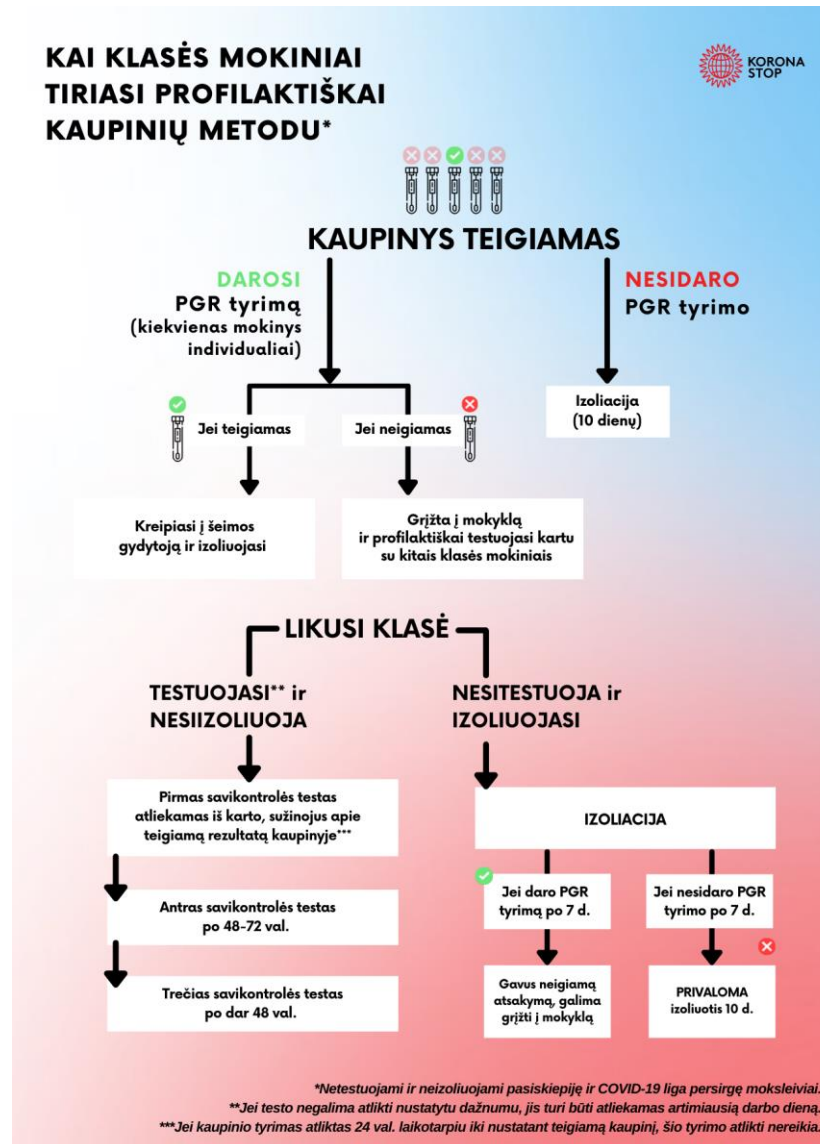 KAI KLASĖS MOKINIAI
TIRIASI PROFILAKTIŠKAI
KAUPINIŲ METODU*
KORONA
STOP
KAUPINYS TEIGIAMAS
DAROSI
PGR tyrimą
(kiekvienas mokinys
individualiai)
NESIDARO
PGR tyrimo
Jei teigiamas
Jei neigiamas
Izoliacija
(10 dienų)
Kreipiasi į šeimos
gydytoją ir izoliuojasi
Grįžta į mokyklą
ir profilaktiškai testuojasi kartu
su kitais klasės mokiniais
LIKUSI KLASĖ
TESTUOJASI** ir
NESIIZOLIUOJA
NESITESTUOJA ir
IZOLIUOJASI
Pirmas savikontrolės testas
atliekamas iš karto, sužinojus apie
teigiamą rezultatą kaupinyje***
Antras savikontrolės testas
po 48-72 val.
Trečias savikontrolės testas
po dar 48 val.
IZOLIACIJA
Jei daro PGR
tyrimą po 7 d.
Jei nesidaro PGR
tyrimo po 7 d.
Gavus neigiamą
atsakymą, galima
grįžti į mokyklą
PRIVALOMA
izoliuotis 10 d.
*Netestuojami ir neizoliuojami pasiskiepiję ir COVID-19 liga persirgę moksleiviai.
**Jei testo negalima atlikti nustatytu dažnumu, jis turi būti atliekamas artimiausią darbo dieną.
***Jei kaupinio tyrimas atliktas 24 val. laikotarpiu iki nustatant teigiamą kaupinį, šio tyrimo atlikti nereikia.